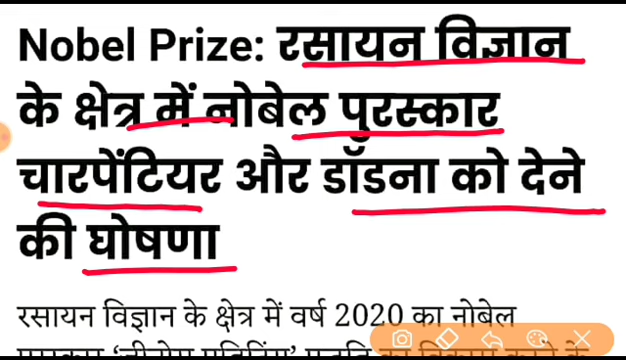 Nobel Prize: रसायन विज्ञान
के क्षेत्र में नोबेल पुरस्कार
चारपेंटियर और डॉडना को देने
की घोषणा
रसायन विज्ञान के क्षेत्र में वर्ष 2020 का नोबेल